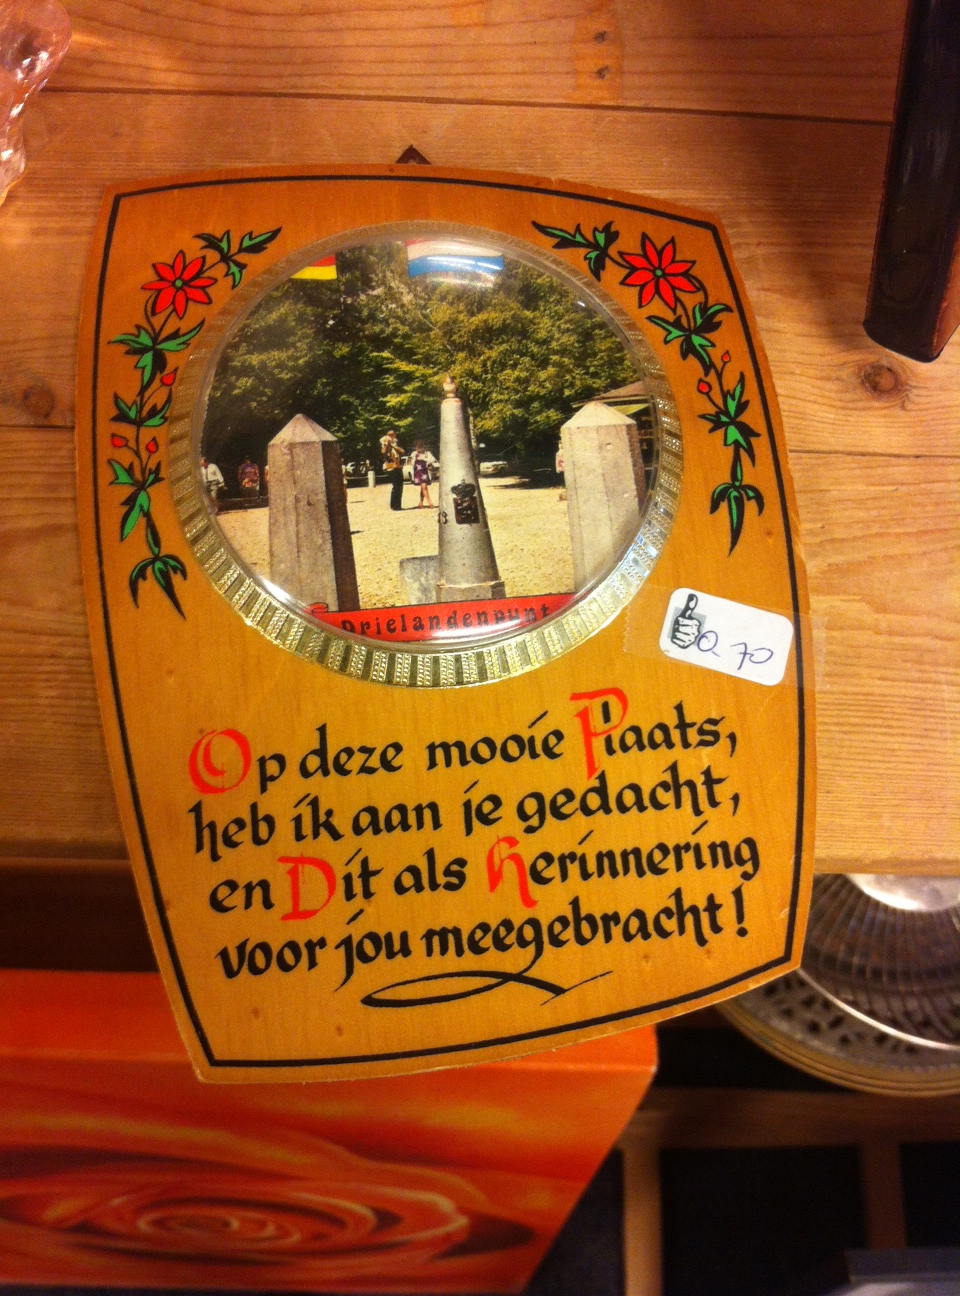 Drielandenpunt
0.70
Op deze mooie Plaats,
heb ik aan je gedacht,
en Dit als Herinnering
voor jou meegebracht!